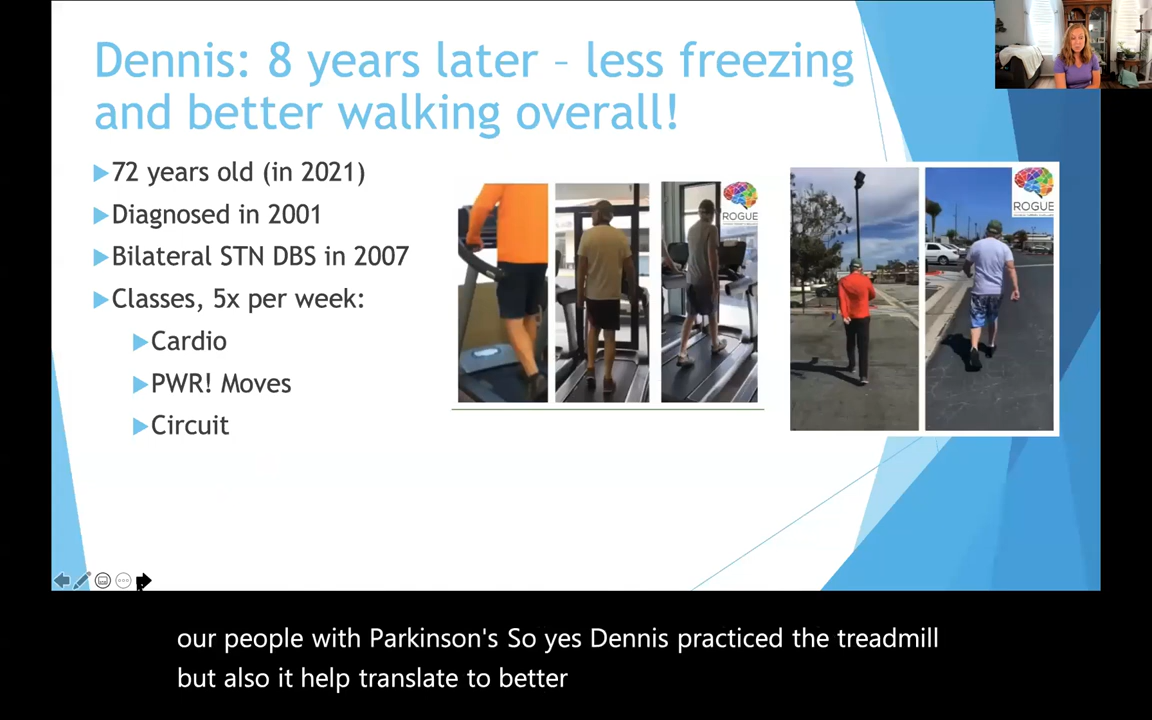 Dennis: 8 years later – less freezing
and better walking overall!
72 years old (in 2021)
Diagnosed in 2001
Bilateral STN DBS in 2007
Classes, 5x per week:
Cardio
PWR! Moves
Circuit
ROGUE
ROGUE
our people with Parkinson's So yes Dennis practiced the treadmill
but also it help translate to better